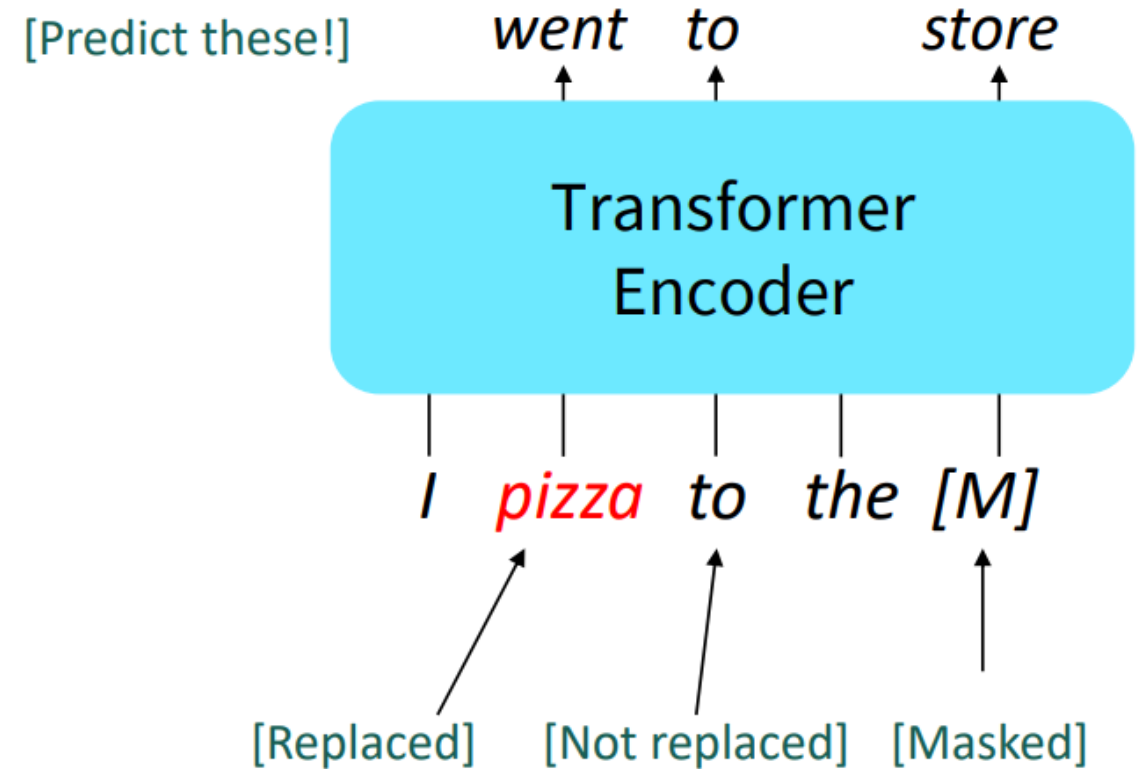 [Predict these!] went to store
Transformer
Encoder
I pizza to the [M]
[Replaced] [Not replaced] [Masked]